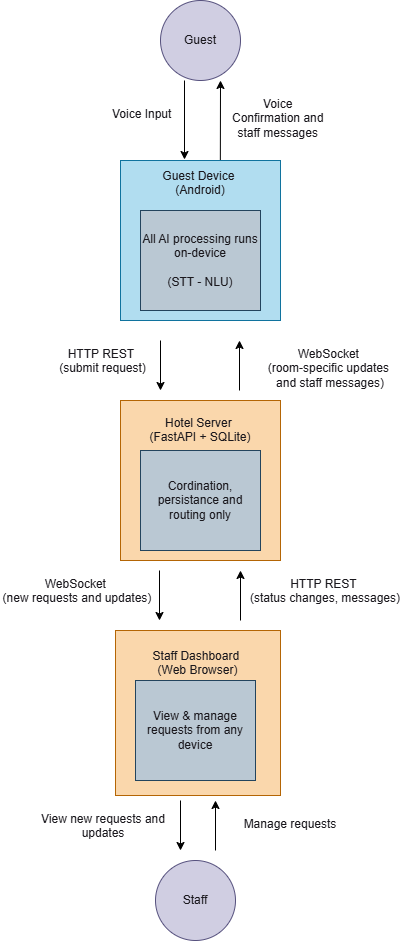 Guest
Voice Input
Voice
Confirmation and
staff messages
Guest Device
(Android)
All AI processing runs
on-device
(STT - NLU)
HTTP REST
(submit request)
WebSocket
(room-specific updates
and staff messages)
Hotel Server
(FastAPI + SQLite)
Cordination,
persistance and
routing only
WebSocket
(new requests and updates)
HTTP REST
(status changes, messages)
Staff Dashboard
(Web Browser)
View & manage
requests from any
device
View new requests and
updates
Manage requests
Staff